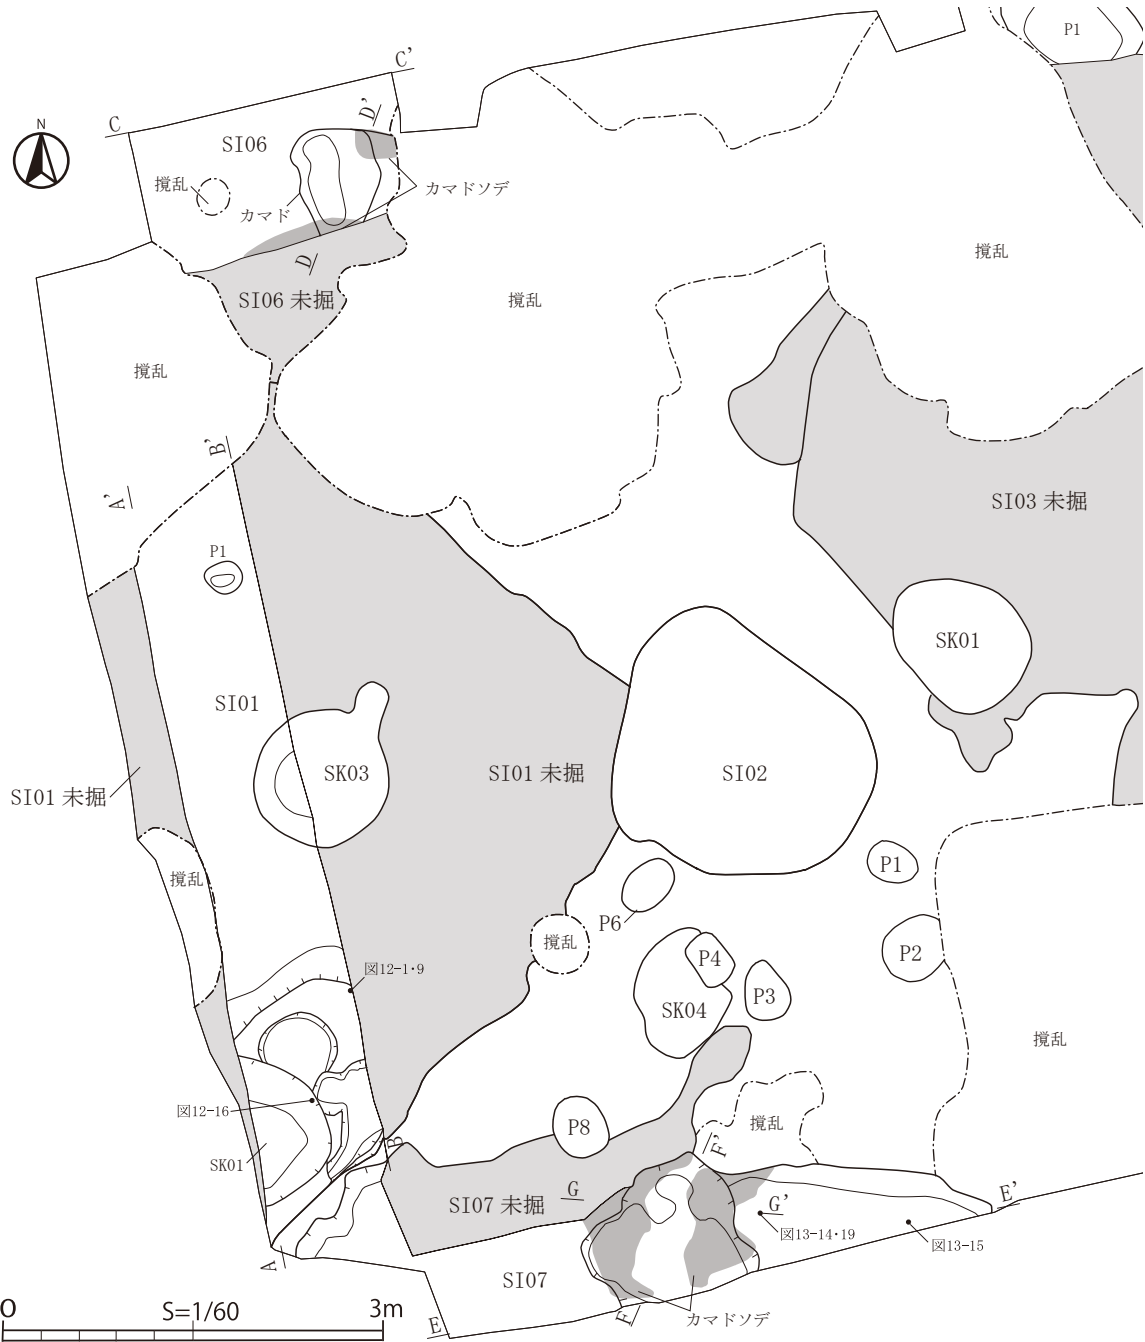 P1
C'
D'
C
N
SI06
撹乱
カマドソデ
カマド
D
SI06 未掘
撹乱
撹乱
撹乱
B'
A'
SI03 未掘
P1
SK01
SI01
SK03
SI01 未掘
SI02
SI01 未掘
P1
撹乱
P6
撹乱
P4
P2
図12-1・9
SK04
P3
撹乱
図12-16
P8
撹乱
B
F'
SK01
G
SI07 未掘
G'
E'
図13-14・19
図13-15
A
SI07
0
S=1/60
3m
E
F
カマドソデ